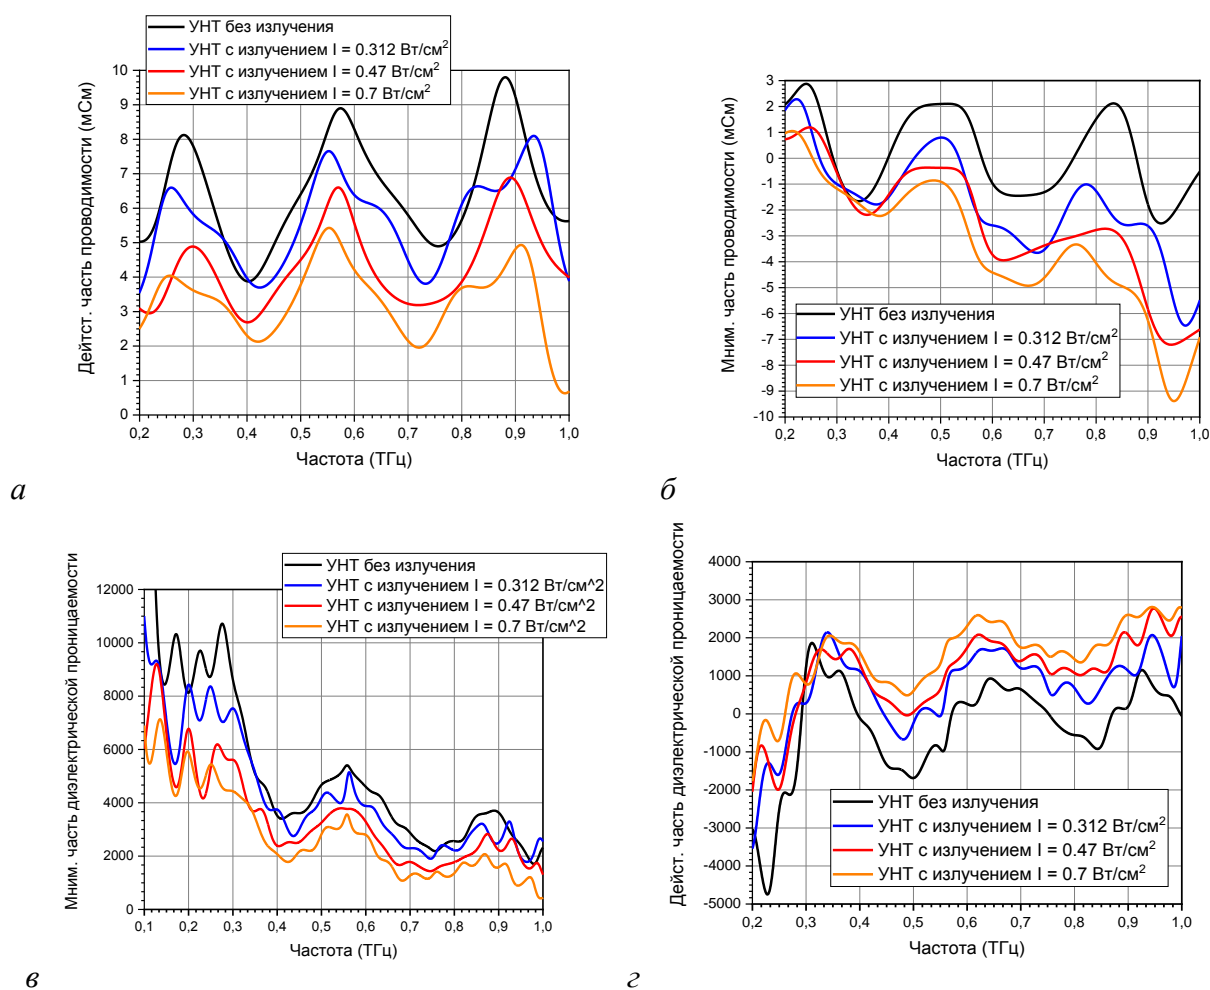 УНТ без излучения
УНТ с излучением I = 0.312 Вт/см²
УНТ с излучением I = 0.47 Вт/см²
УНТ с излучением I = 0.7 Вт/см²
Дейтст. часть проводимости (мСм)
10
9
8
7
6
5
4
3
2
1
0
0,2 0,3 0,4 0,5 0,6 0,7 0,8 0,9 1,0
Частота (ТГц)
а
Мним. часть проводимости (мСм)
3
2
1
0
-1
-2
-3
-4
-5
-6
-7
-8
-9
-10
УНТ без излучения
УНТ с излучением I = 0.312 Вт/см²
УНТ с излучением I = 0.47 Вт/см²
УНТ с излучением I = 0.7 Вт/см²
0,2 0,3 0,4 0,5 0,6 0,7 0,8 0,9 1,0
Частота (ТГц)
б
Мним. часть диэлектрической проницаемости
УНТ без излучения
УНТ с излучением I = 0.312 Вт/см^2
УНТ с излучением I = 0.47 Вт/см^2
УНТ с излучением I = 0.7 Вт/см^2
12000
10000
8000
6000
4000
2000
0
0,1 0,2 0,3 0,4 0,5 0,6 0,7 0,8 0,9 1,0
Частота (ТГц)
в
Дейст. часть диэлектрической проницаемости
4000
3000
2000
1000
0
-1000
-2000
-3000
-4000
-5000
УНТ без излучения
УНТ с излучением I = 0.312 Вт/см²
УНТ с излучением I = 0.47 Вт/см²
УНТ с излучением I = 0.7 Вт/см²
0,2 0,3 0,4 0,5 0,6 0,7 0,8 0,9 1,0
Частота (ТГц)
г